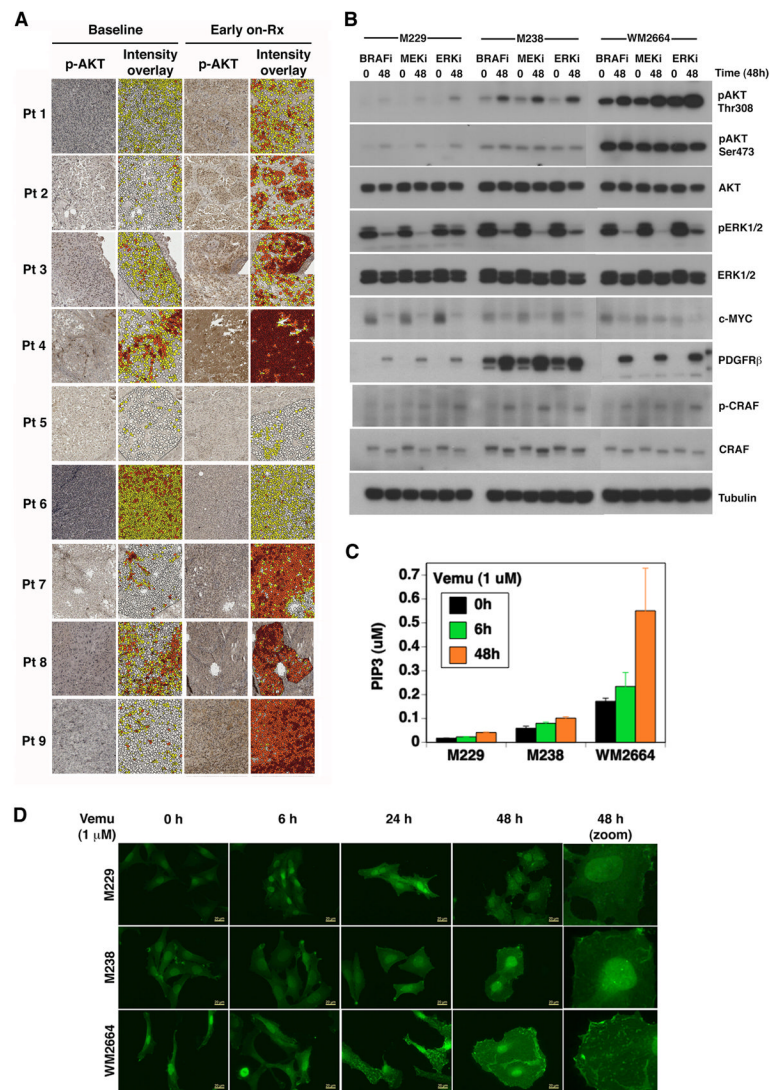 A
Baseline Early on-Rx
p-AKT Intensity overlay p-AKT Intensity overlay
Pt 1
Pt 2
Pt 3
Pt 4
Pt 5
Pt 6
Pt 7
Pt 8
Pt 9
B
M229 M238 WM2664
BRAFi MEKi ERKi BRAFi MEKi ERKi BRAFi MEKi ERKi
0 48 0 48 0 48 0 48 0 48 0 48 0 48 0 48 0 48 Time (48h)
pAKT
Thr308
pAKT
Ser473
AKT
pERK1/2
ERK1/2
c-MYC
PDGFRβ
p-CRAF
CRAF
Tubulin
C
Vemu (1 uM)
0h
6h
48h
PIP3 (uM)
0.7
0.6
0.5
0.4
0.3
0.2
0.1
0
M229 M238 WM2664
D
Vemu
(1 μM)
0 h 6 h 24 h 48 h 48 h
(zoom)
M229
M238
WM2664